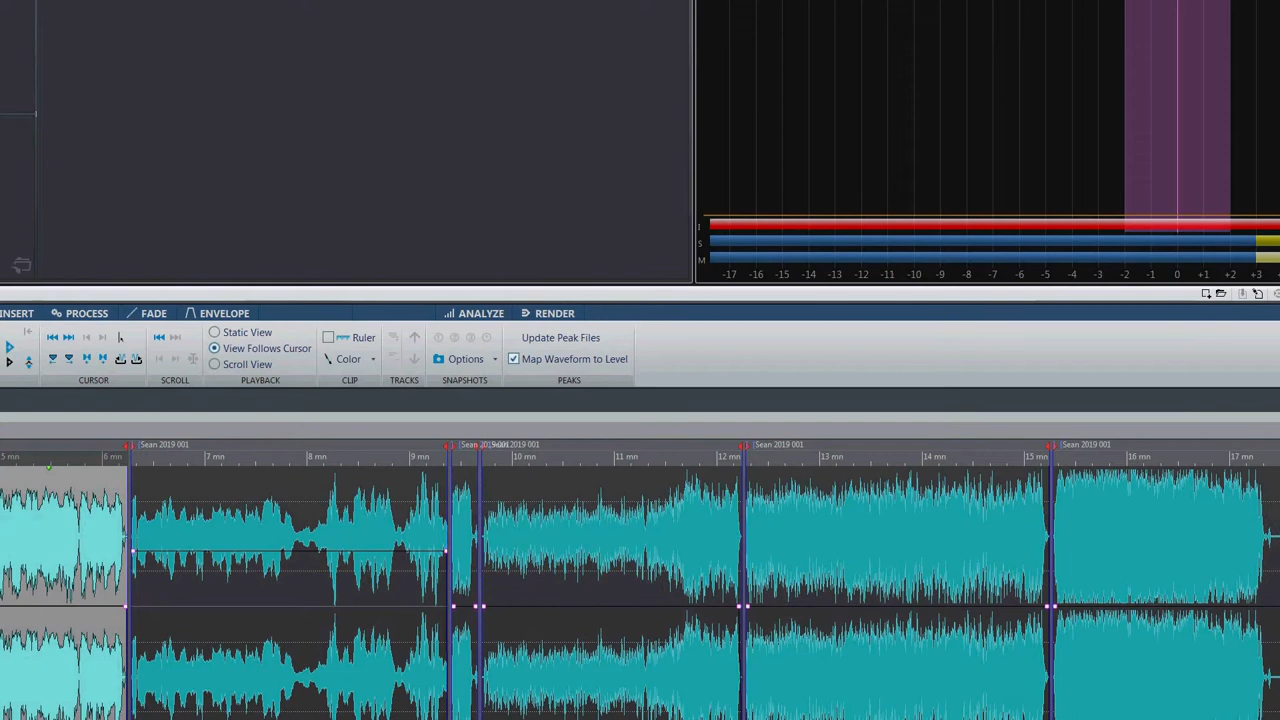 I
S
M
-17 -16 -15 -14 -13 -12 -11 -10 -9 -8 -7 -6 -5 -4 -3 -2 -1 0 +1 +2 +3
INSERT PROCESS FADE ENVELOPE ANALYZE RENDER
Static View Ruler Update Peak Files
View Follows Cursor Color Options Map Waveform to Level
Scroll View
CURSOR SCROLL PLAYBACK CLIP TRACKS SNAPSHOTS PEAKS
Sean 2019 001 Sean 2019 001 Sean 2019 001 Sean 2019 001
5 mn 6 mn 7 mn 8 mn 9 mn 10 mn 11 mn 12 mn 13 mn 14 mn 15 mn 16 mn 17 mn